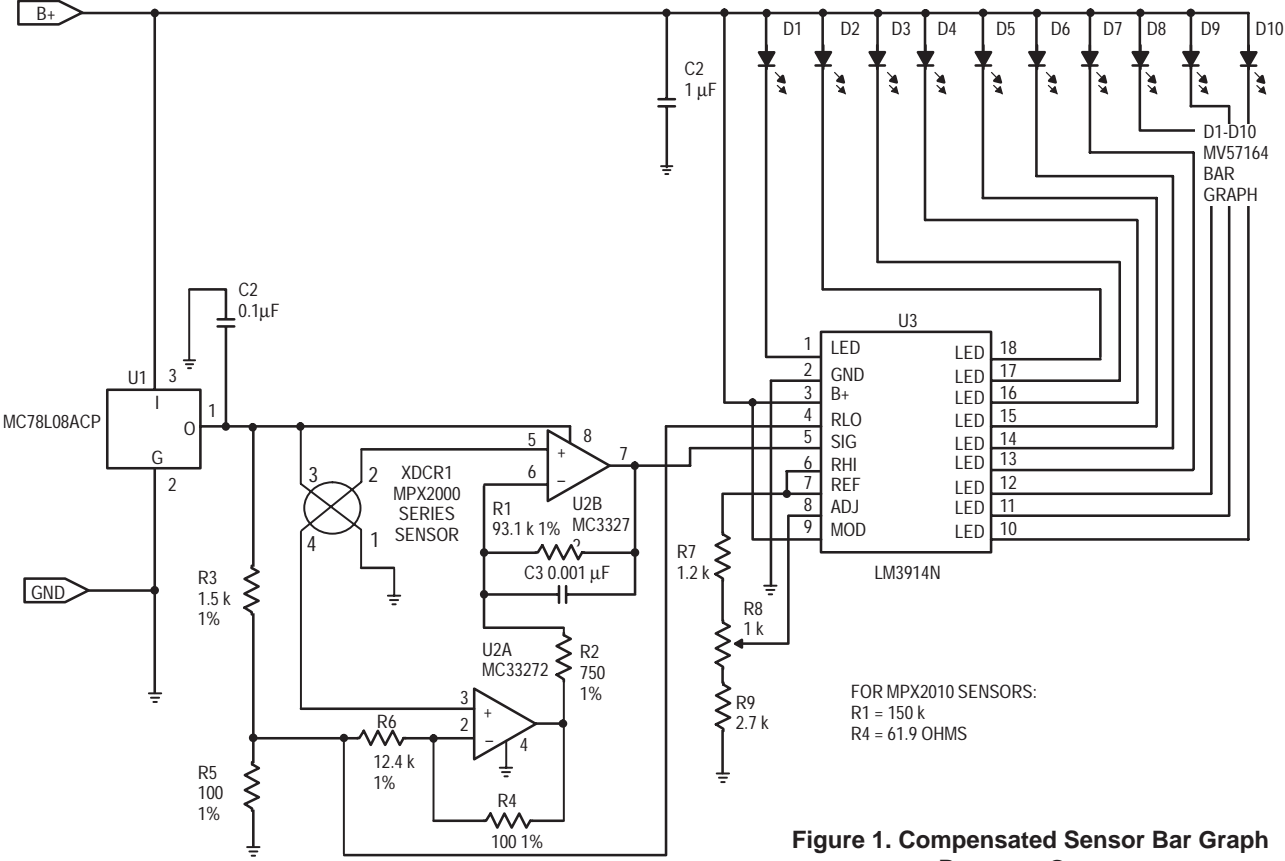 B+
D1
D2
D3
D4
D5
D6
D7
D8
D9
D10
C2
1 μF
D1-D10
MV57164
BAR
GRAPH
C2
0.1μF
U1
3
I
MC78L08ACP
O
1
G
2
GND
R3
1.5 k
1%
R5
100
1%
3
2
4
1
XDCR1
MPX2000
SERIES
SENSOR
5
+
8
7
6
–
U2B
MC3327
2
R1
93.1 k 1%
C3 0.001 μF
U2A
MC33272
R2
750
1%
3
+
2
–
4
R6
12.4 k
1%
R4
100 1%
U3
1 LED
2 GND
3 B+
4 RLO
5 SIG
6 RHI
7 REF
8 ADJ
9 MOD
LED 18
LED 17
LED 16
LED 15
LED 14
LED 13
LED 12
LED 11
LED 10
LM3914N
R7
1.2 k
R8
1 k
R9
2.7 k
FOR MPX2010 SENSORS:
R1 = 150 k
R4 = 61.9 OHMS
Figure 1. Compensated Sensor Bar Graph